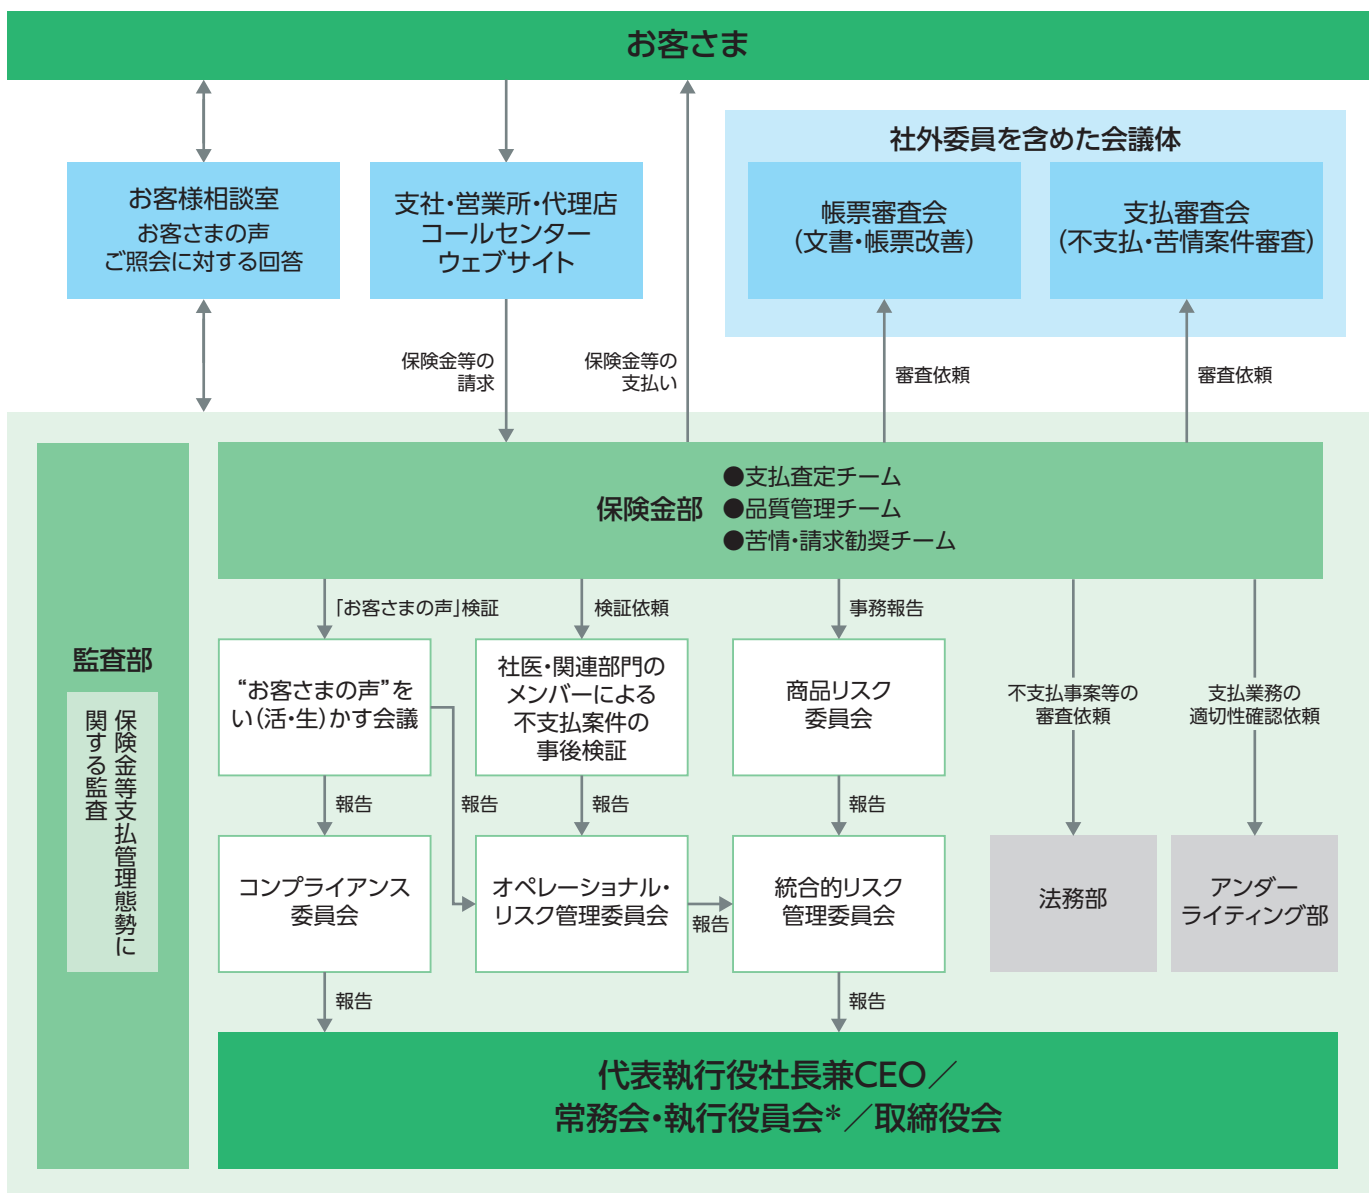 お客さま
お客様相談室
お客さまの声
ご照会に対する回答
支社・営業所・代理店
コールセンター
ウェブサイト
社外委員を含めた会議体
帳票審査会
(文書・帳票改善)
支払審査会
(不支払・苦情案件審査)
保険金等の
請求
保険金等の
支払い
審査依頼
審査依頼
監査部
保険金等支払管理態勢に
関する監査
保険金部
●支払査定チーム
●品質管理チーム
●苦情・請求勧奨チーム
「お客さまの声」検証
検証依頼
事務報告
不支払事案等の
審査依頼
支払業務の
適切性確認依頼
“お客さまの声”を
い(活・生)かす会議
社医・関連部門の
メンバーによる
不支払案件の
事後検証
商品リスク
委員会
報告
報告
報告
報告
コンプライアンス
委員会
オペレーショナル・
リスク管理委員会
報告
統合的リスク
管理委員会
法務部
アンダー
ライティング部
報告
報告
代表執行役社長兼CEO／
常務会・執行役員会*／取締役会